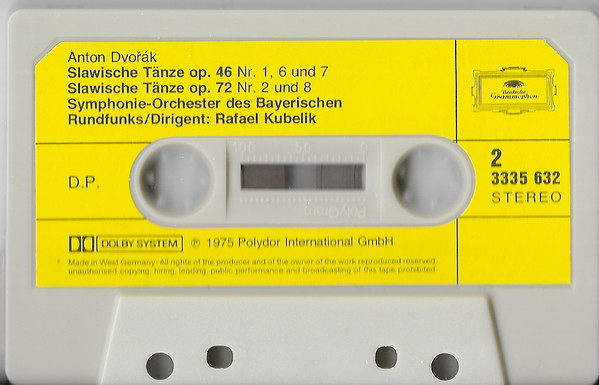 Anton Dvořák
Slawische Tänze op. 46 Nr. 1, 6 und 7
Slawische Tänze op. 72 Nr. 2 und 8
Symphonie-Orchester des Bayerischen
Rundfunks/Dirigent: Rafael Kubelik
Deutsche
Grammophon
100 50 0
PolyGram
D.P.
2
3335 632
STEREO
DOLBY SYSTEM ℗ 1975 Polydor International GmbH
* Made in West Germany. All rights of the producer and of the owner of the work reproduced reserved.
unauthorised copying, hiring, lending, public performance and broadcasting of this tape prohibited.